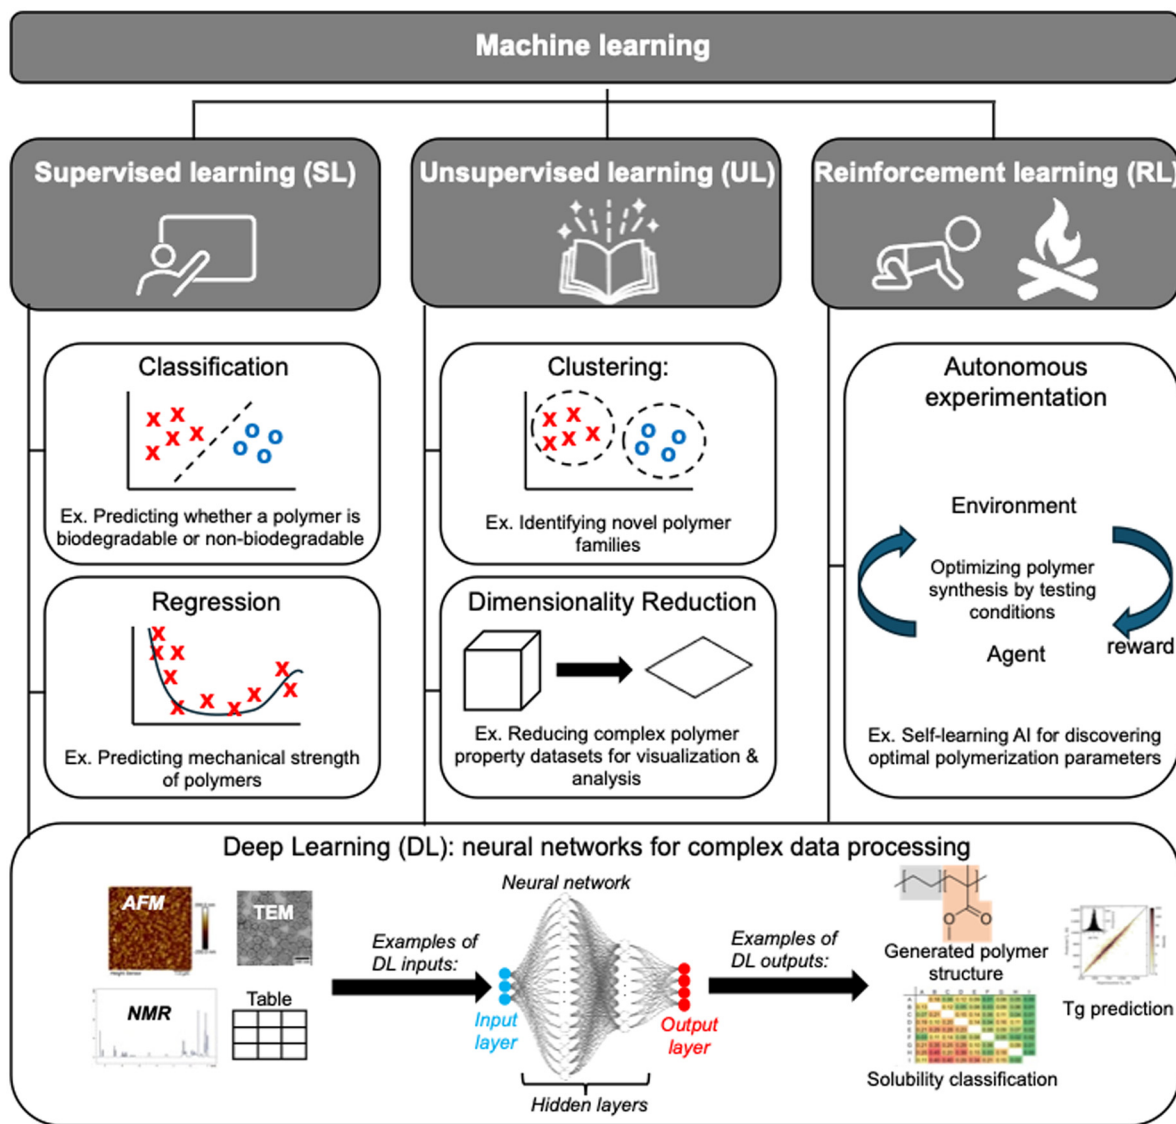 Machine learning
Supervised learning (SL)
Unsupervised learning (UL)
Reinforcement learning (RL)
Classification
x x x x x
o o o o
Ex. Predicting whether a polymer is
biodegradable or non-biodegradable
Regression
x x x x x x x x x x
Ex. Predicting mechanical strength
of polymers
Clustering:
x x x x x
o o o o
Ex. Identifying novel polymer
families
Dimensionality Reduction
Ex. Reducing complex polymer
property datasets for visualization &
analysis
Autonomous
experimentation
Environment
Optimizing polymer
synthesis by testing
conditions
Agent
reward
Ex. Self-learning AI for discovering
optimal polymerization parameters
Deep Learning (DL): neural networks for complex data processing
AFM
Height Sensor
TEM
NMR
Table
Examples of
DL inputs:
Neural network
Input
layer
Output
layer
Hidden layers
Examples of
DL outputs:
O
O
Generated polymer
structure
Solubility classification
Tg prediction